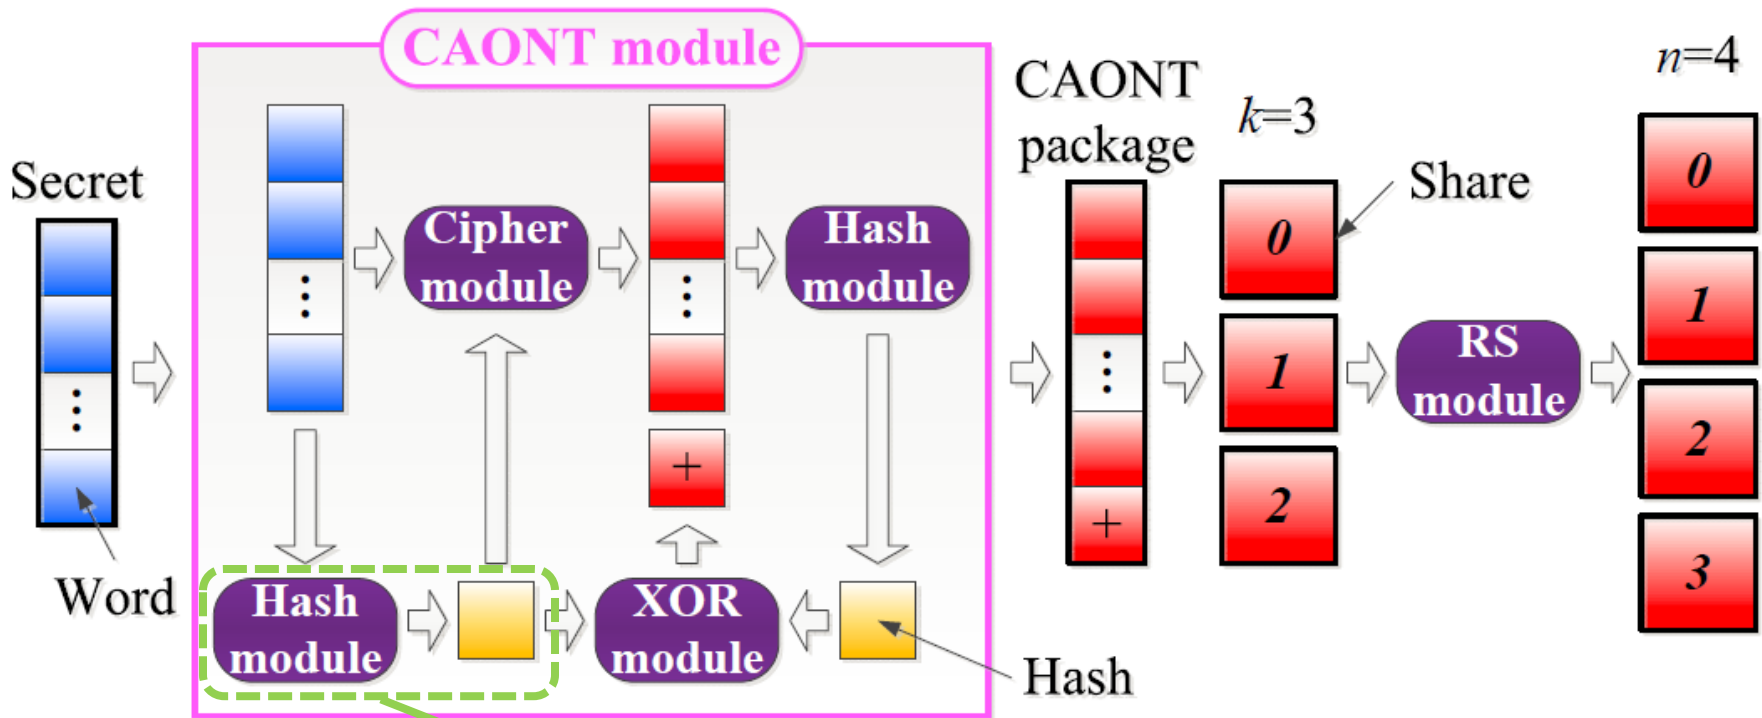 CAONT module
Secret
Word
⋮
⋮
Cipher
module
⋮
+
Hash
module
Hash
module
XOR
module
Hash
CAONT
package
⋮
+
k=3
0
1
2
Share
RS
module
n=4
0
1
2
3